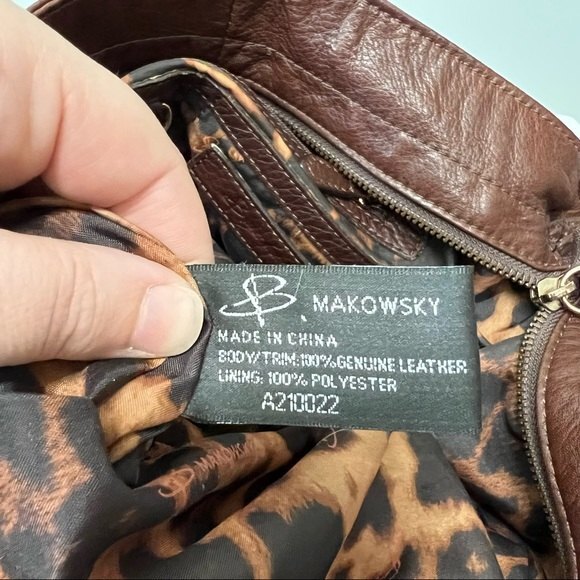 B. MAKOWSKY
MADE IN CHINA
BODY/TRIM:100%GENUINE LEATHER
LINING: 100% POLYESTER
A210022